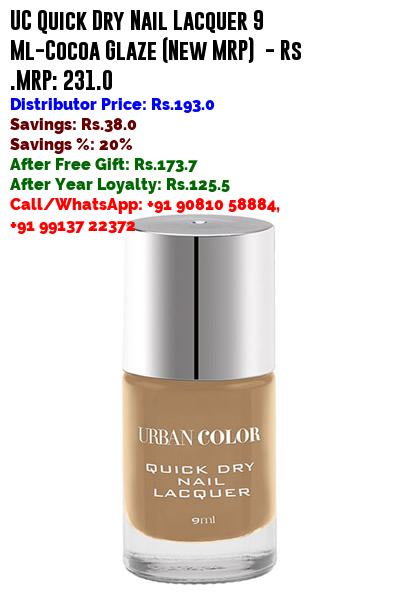 UC Quick Dry Nail Lacquer 9
Ml-Cocoa Glaze (New MRP) - Rs
.MRP: 231.0
Distributor Price: Rs.193.0
Savings: Rs.38.0
Savings %: 20%
After Free Gift: Rs.173.7
After Year Loyalty: Rs.125.5
Call/WhatsApp: +91 90810 58884,
+91 99137 22372
URBAN COLOR
QUICK DRY
NAIL
LACQUER
9ml